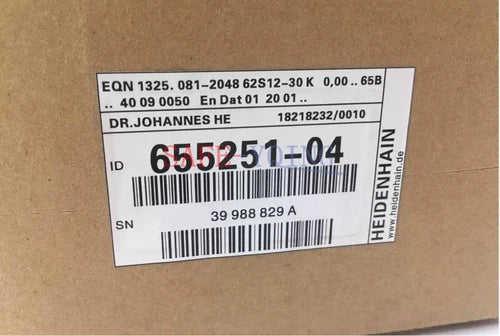 EQN 1325. 081-2048 62S12-30 K 0,00 .. 65B
.. 40 09 0050 En Dat 01 20 01 ..
DR.JOHANNES HE 18218232/0010
ID 655251-04
SN 39 988 829 A
HEIDENHAIN
www.heidenhain.de